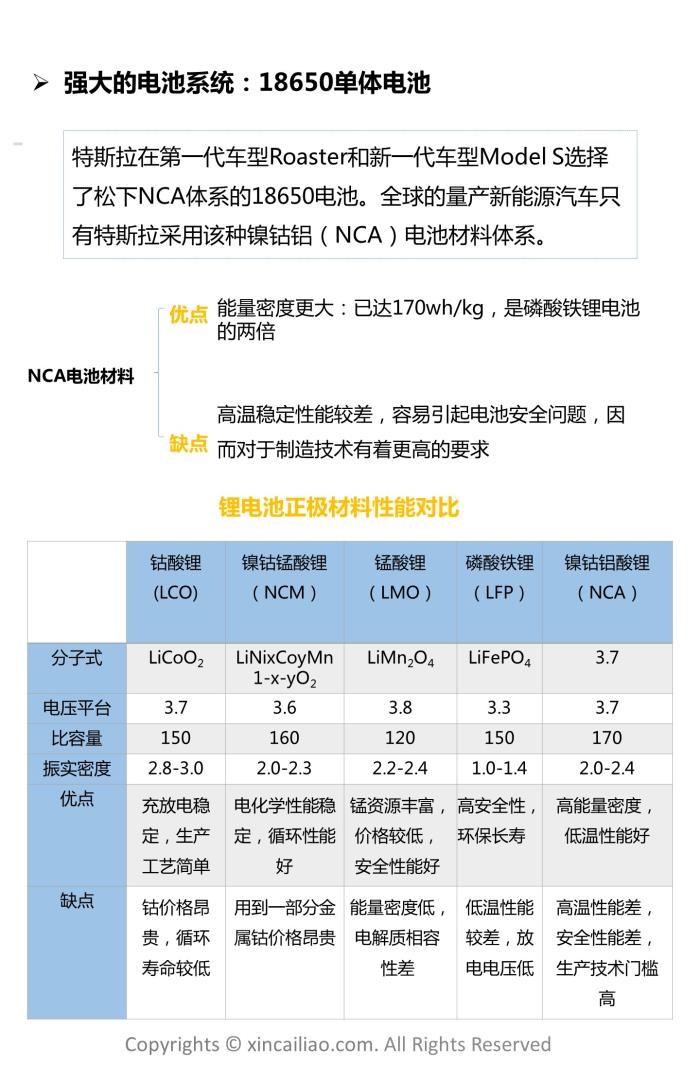 ➢ 强大的电池系统：18650单体电池
特斯拉在第一代车型Roaster和新一代车型Model S选择
了松下NCA体系的18650电池。全球的量产新能源汽车只
有特斯拉采用该种镍钴铝（NCA）电池材料体系。
优点 能量密度更大：已达170wh/kg，是磷酸铁锂电池
的两倍
NCA电池材料
高温稳定性能较差，容易引起电池安全问题，因
缺点 而对于制造技术有着更高的要求
锂电池正极材料性能对比
钴酸锂 镍钴锰酸锂 锰酸锂 磷酸铁锂 镍钴铝酸锂
(LCO) （NCM） （LMO） （LFP） （NCA）
分子式 LiCoO₂ LiNixCoyMn LiMn₂O₄ LiFePO₄ 3.7
1-x-yO₂
电压平台 3.7 3.6 3.8 3.3 3.7
比容量 150 160 120 150 170
振实密度 2.8-3.0 2.0-2.3 2.2-2.4 1.0-1.4 2.0-2.4
优点 充放电稳 电化学性能稳 锰资源丰富， 高安全性， 高能量密度，
定，生产 定，循环性能 价格较低， 环保长寿 低温性能好
工艺简单 好 安全性能好
缺点 钴价格昂 用到一部分金 能量密度低， 低温性能 高温性能差，
贵，循环 属钴价格昂贵 电解质相容 较差，放 安全性能差，
寿命较低 性差 电电压低 生产技术门槛
高
Copyrights © xincailiao.com. All Rights Reserved